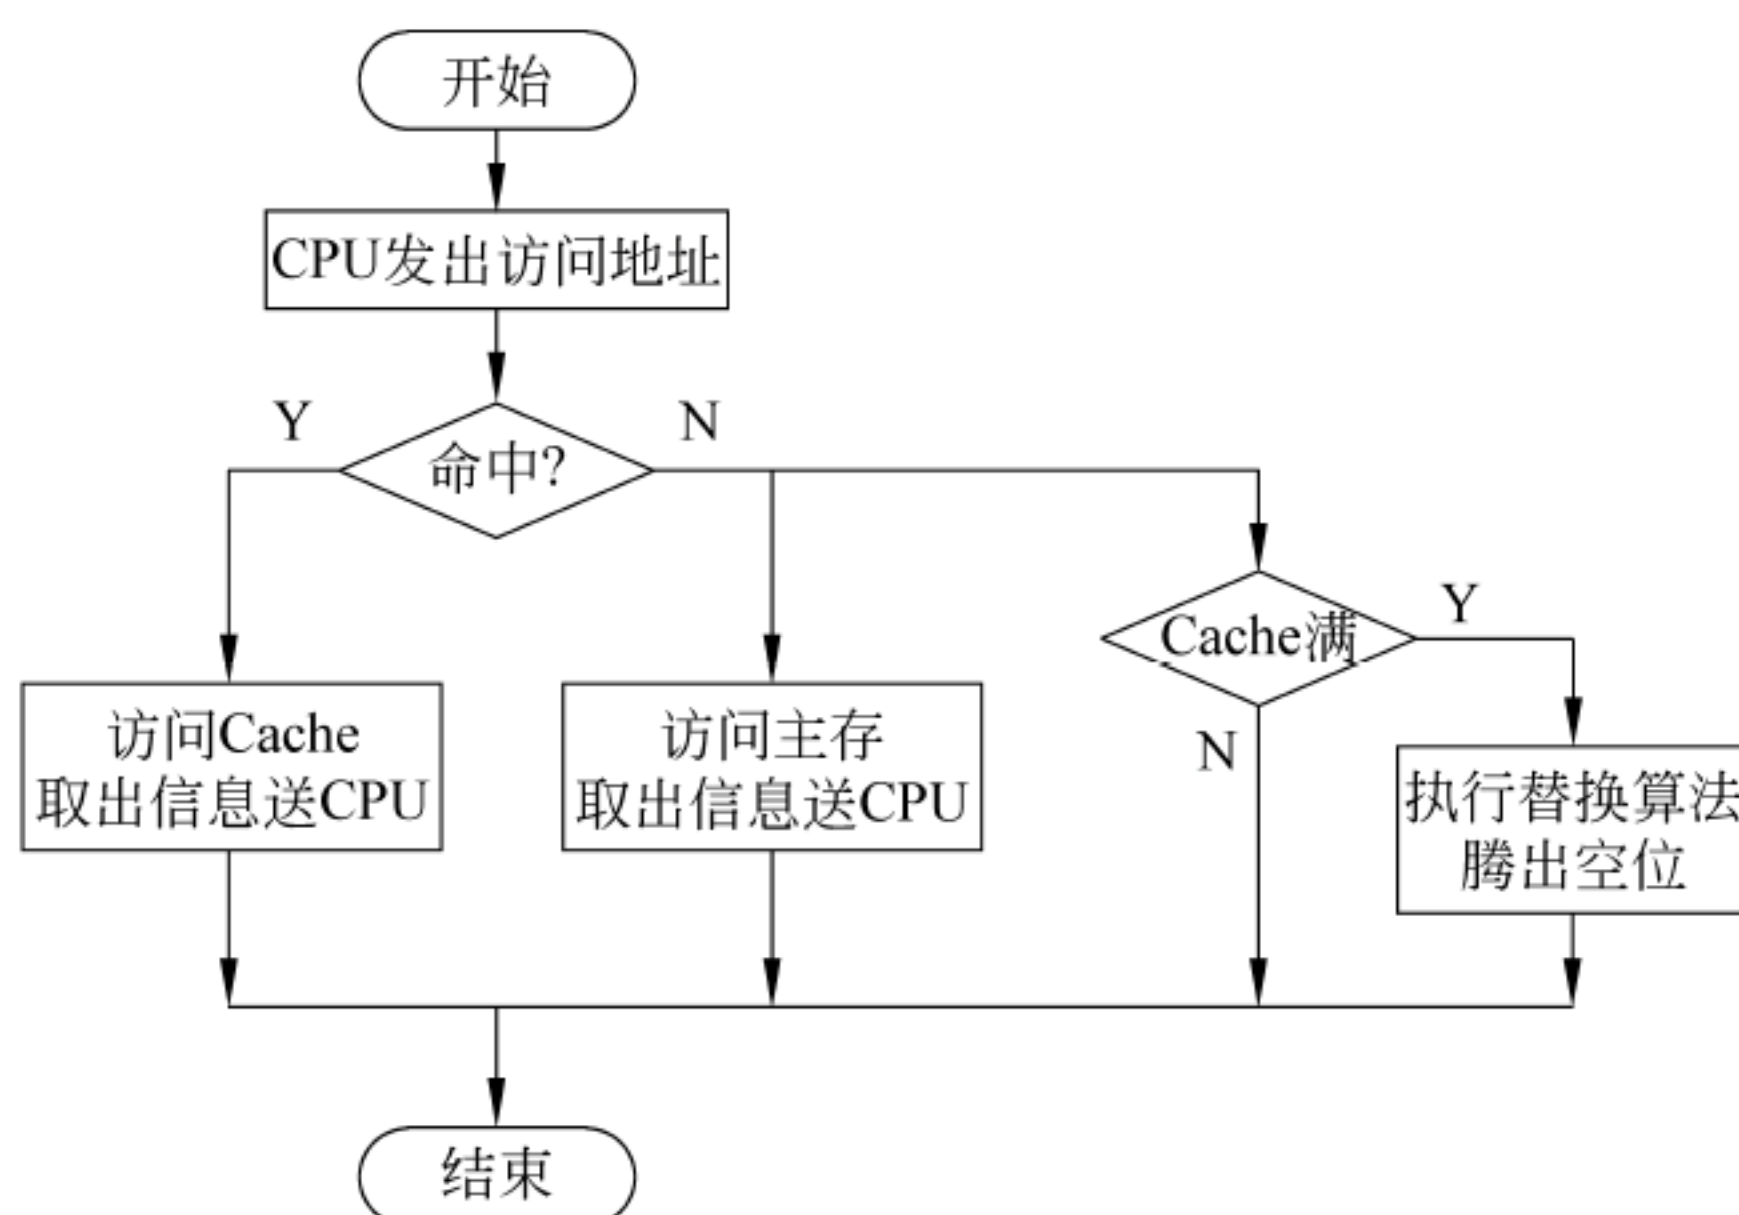 开始
CPU发出访问地址
Y
N
命中?
Y
Cache满
N
访问Cache
取出信息送CPU
访问主存
取出信息送CPU
执行替换算法
腾出空位
结束